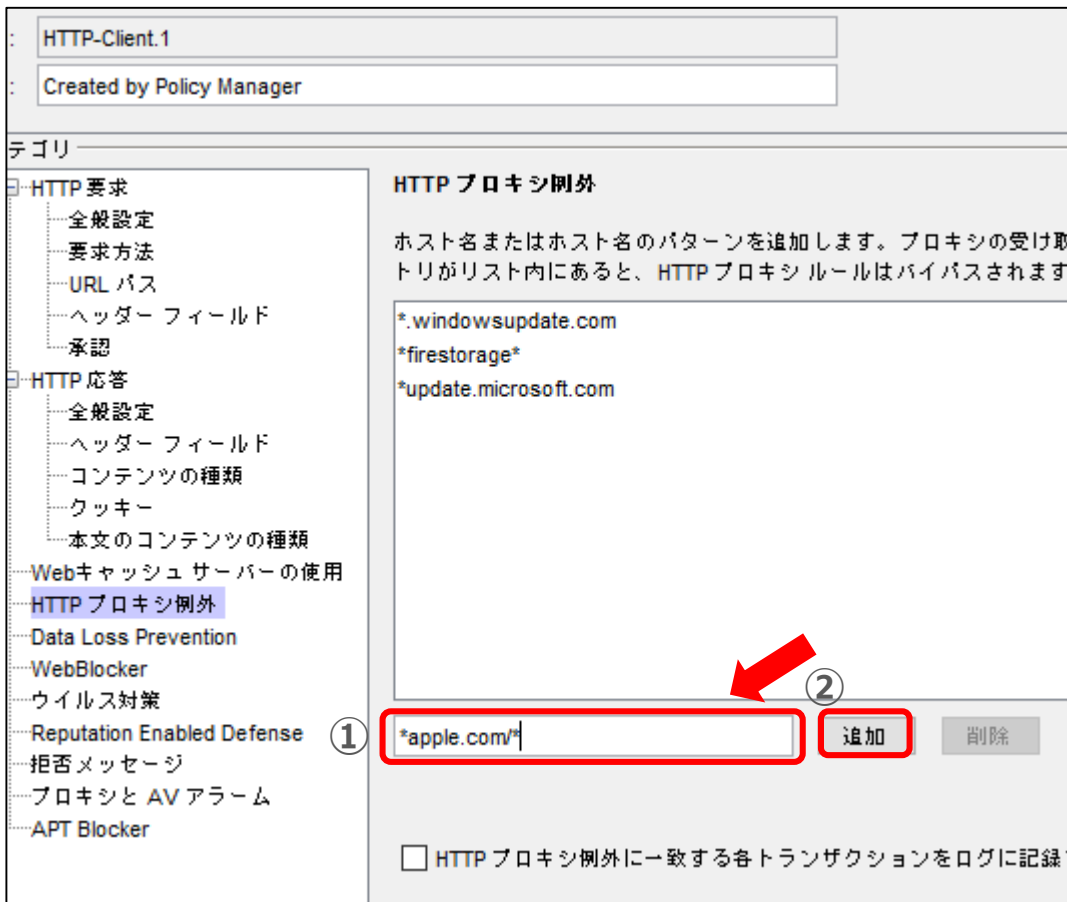 : HTTP-Client.1
: Created by Policy Manager
テゴリ
HTTP 要求
全般設定
要求方法
URL パス
ヘッダー フィールド
承認
HTTP 応答
全般設定
ヘッダー フィールド
コンテンツの種類
クッキー
本文のコンテンツの種類
Webキャッシュ サーバーの使用
HTTP プロキシ例外
Data Loss Prevention
WebBlocker
ウイルス対策
Reputation Enabled Defense
拒否メッセージ
プロキシと AV アラーム
APT Blocker
HTTP プロキシ例外
ホスト名またはホスト名のパターンを追加します。プロキシの受け取
トリがリスト内にあると、HTTP プロキシ ルールはバイパスされます
*.windowsupdate.com
*firestorage*
*update.microsoft.com
① *apple.com/* ② 追加 削除
HTTP プロキシ例外に一致する各トランザクションをログに記録